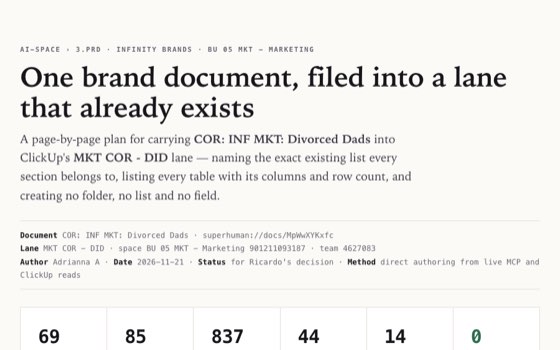 AI-SPACE · 3.PRD · INFINITY BRANDS · BU 05 MKT – MARKETING
One brand document, filed into a lane
that already exists
A page-by-page plan for carrying COR: INF MKT: Divorced Dads into
ClickUp's MKT COR - DID lane — naming the exact existing list every
section belongs to, listing every table with its columns and row count, and
creating no folder, no list and no field.
Document COR: INF MKT: Divorced Dads · superhuman://docs/MpWwXYKxfc
Lane MKT COR – DID · space BU 05 MKT – Marketing 901211093187 · team 4627083
Author Adrianna A · Date 2026-11-21 · Status for Ricardo's decision · Method direct authoring from live MCP and
ClickUp reads
69 85 837 44 14 0